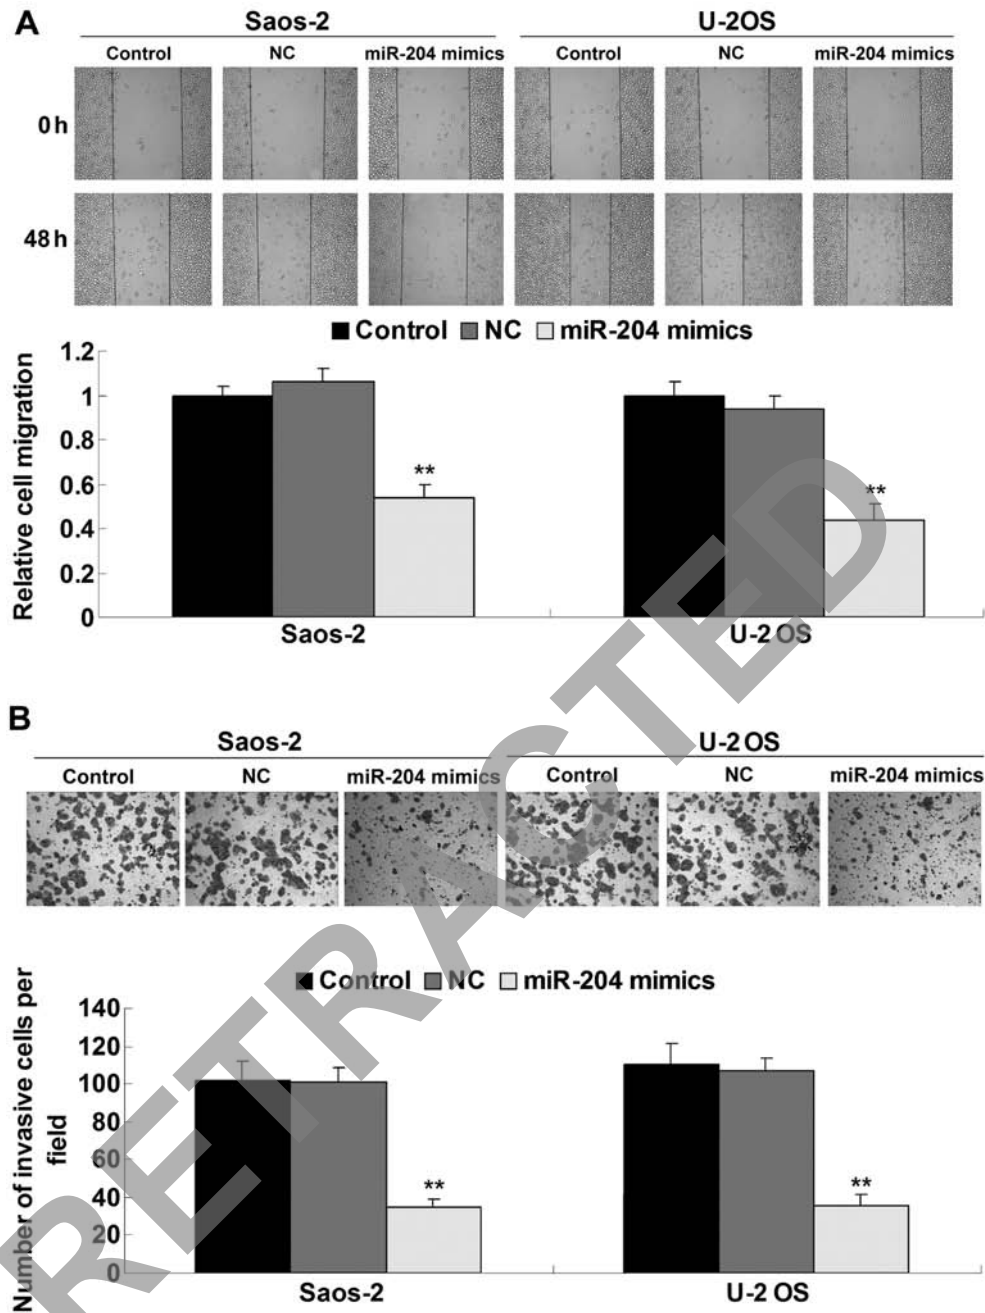 A
Saos-2 U-2OS
Control NC miR-204 mimics Control NC miR-204 mimics
0 h
48 h
Control NC miR-204 mimics
1.2
1
0.8
0.6
0.4
0.2
0
Relative cell migration
**
**
Saos-2 U-2 OS
B
Saos-2 U-2 OS
Control NC miR-204 mimics Control NC miR-204 mimics
Control NC miR-204 mimics
140
120
100
80
60
40
20
0
Number of invasive cells per
field
**
**
Saos-2 U-2 OS
RETRACTED